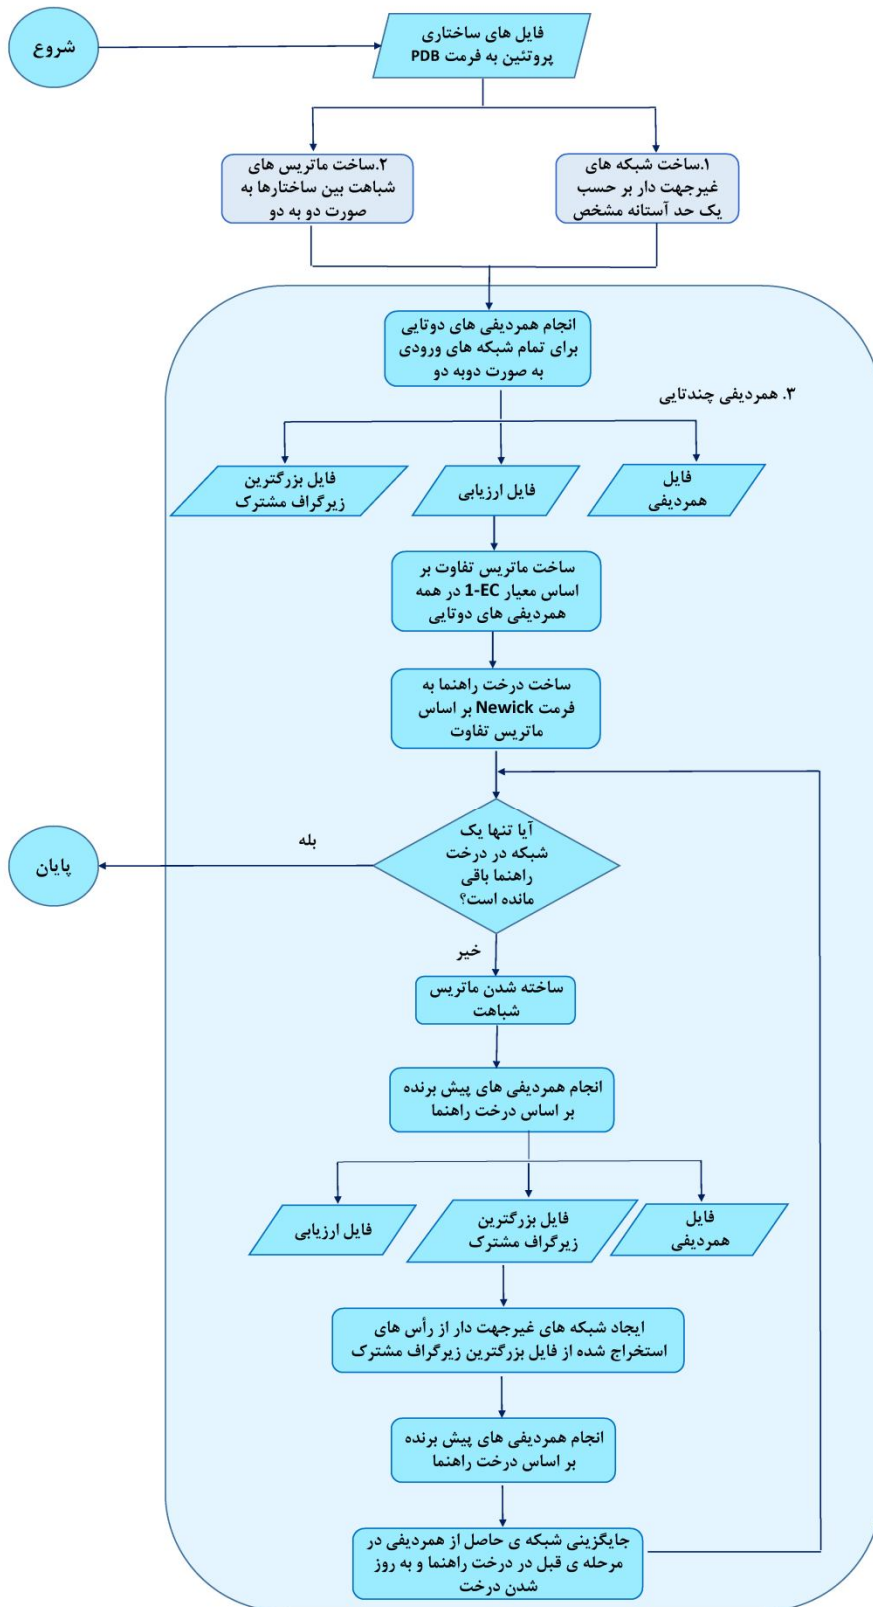 شروع
فایل های ساختاری
پروتئین به فرمت PDB
۱.ساخت شبکه های
غیرجهت دار بر حسب
یک حد آستانه مشخص
۲.ساخت ماتریس های
شباهت بین ساختارها به
صورت دو به دو
انجام همردیفی های دوتایی
برای تمام شبکه های ورودی
به صورت دوبه دو
۳. همردیفی چندتایی
فایل
همردیفی
فایل ارزیابی
فایل بزرگترین
زیرگراف مشترک
ساخت ماتریس تفاوت بر
اساس معیار 1-EC در همه
همردیفی های دوتایی
ساخت درخت راهنما به
فرمت Newick بر اساس
ماتریس تفاوت
آیا تنها یک
شبکه در درخت
راهنما باقی
مانده است؟
بله
پایان
خیر
ساخته شدن ماتریس
شباهت
انجام همردیفی های پیش برنده
بر اساس درخت راهنما
فایل
همردیفی
فایل بزرگترین
زیرگراف مشترک
فایل ارزیابی
ایجاد شبکه های غیرجهت دار از رأس های
استخراج شده از فایل بزرگترین زیرگراف مشترک
انجام همردیفی های پیش برنده
بر اساس درخت راهنما
جایگزینی شبکه ی حاصل از همردیفی در
مرحله ی قبل در درخت راهنما و به روز
شدن درخت